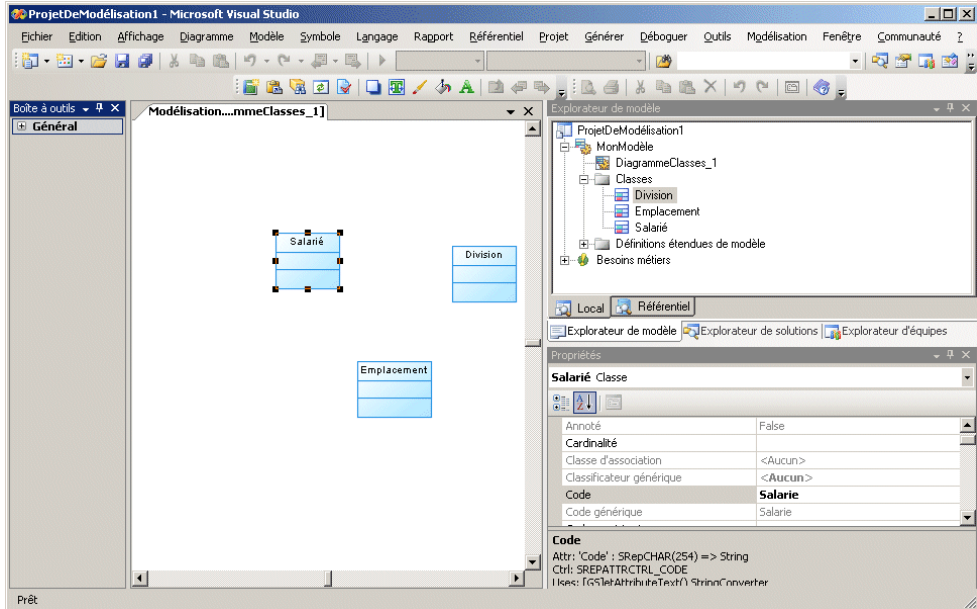 ProjetDeModélisation1 - Microsoft Visual Studio
Fichier Edition Affichage Diagramme Modèle Symbole Langage Rapport Référentiel Projet Générer Déboguer Outils Modélisation Fenêtre Communauté ?
Boîte à outils
Général
Modélisation....mmeClasses_1]
Salarié
Division
Emplacement
Explorateur de modèle
ProjetDeModélisation1
MonModèle
DiagrammeClasses_1
Classes
Division
Emplacement
Salarié
Définitions étendues de modèle
Besoins métiers
Local Référentiel
Explorateur de modèle Explorateur de solutions Explorateur d'équipes
Propriétés
Salarié Classe
Annoté False
Cardinalité
Classe d'association <Aucun>
Classificateur générique <Aucun>
Code Salarie
Code générique Salarie
Code
Attr: 'Code' : SRepCHAR(254) => String
Ctrl: SREPATTRCTRL_CODE
Uses: [GS]etAttributeText() StringConverter
Prêt